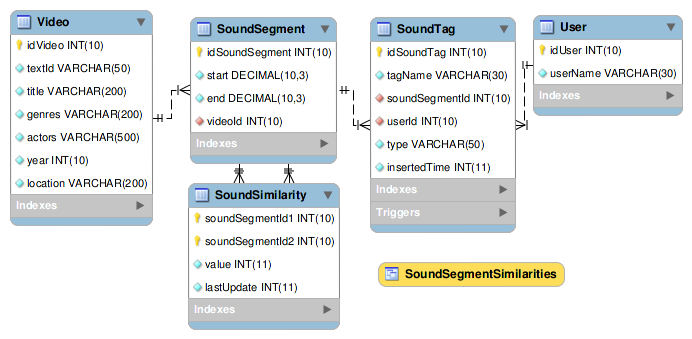 Video
idVideo INT(10)
textId VARCHAR(50)
title VARCHAR(200)
genres VARCHAR(200)
actors VARCHAR(500)
year INT(10)
location VARCHAR(200)
Indexes
SoundSegment
idSoundSegment INT(10)
start DECIMAL(10,3)
end DECIMAL(10,3)
videoId INT(10)
Indexes
SoundTag
idSoundTag INT(10)
tagName VARCHAR(30)
soundSegmentId INT(10)
userId INT(10)
type VARCHAR(50)
insertedTime INT(11)
Indexes
Triggers
User
idUser INT(10)
userName VARCHAR(30)
Indexes
SoundSimilarity
soundSegmentId1 INT(10)
soundSegmentId2 INT(10)
value INT(11)
lastUpdate INT(11)
Indexes
SoundSegmentSimilarities